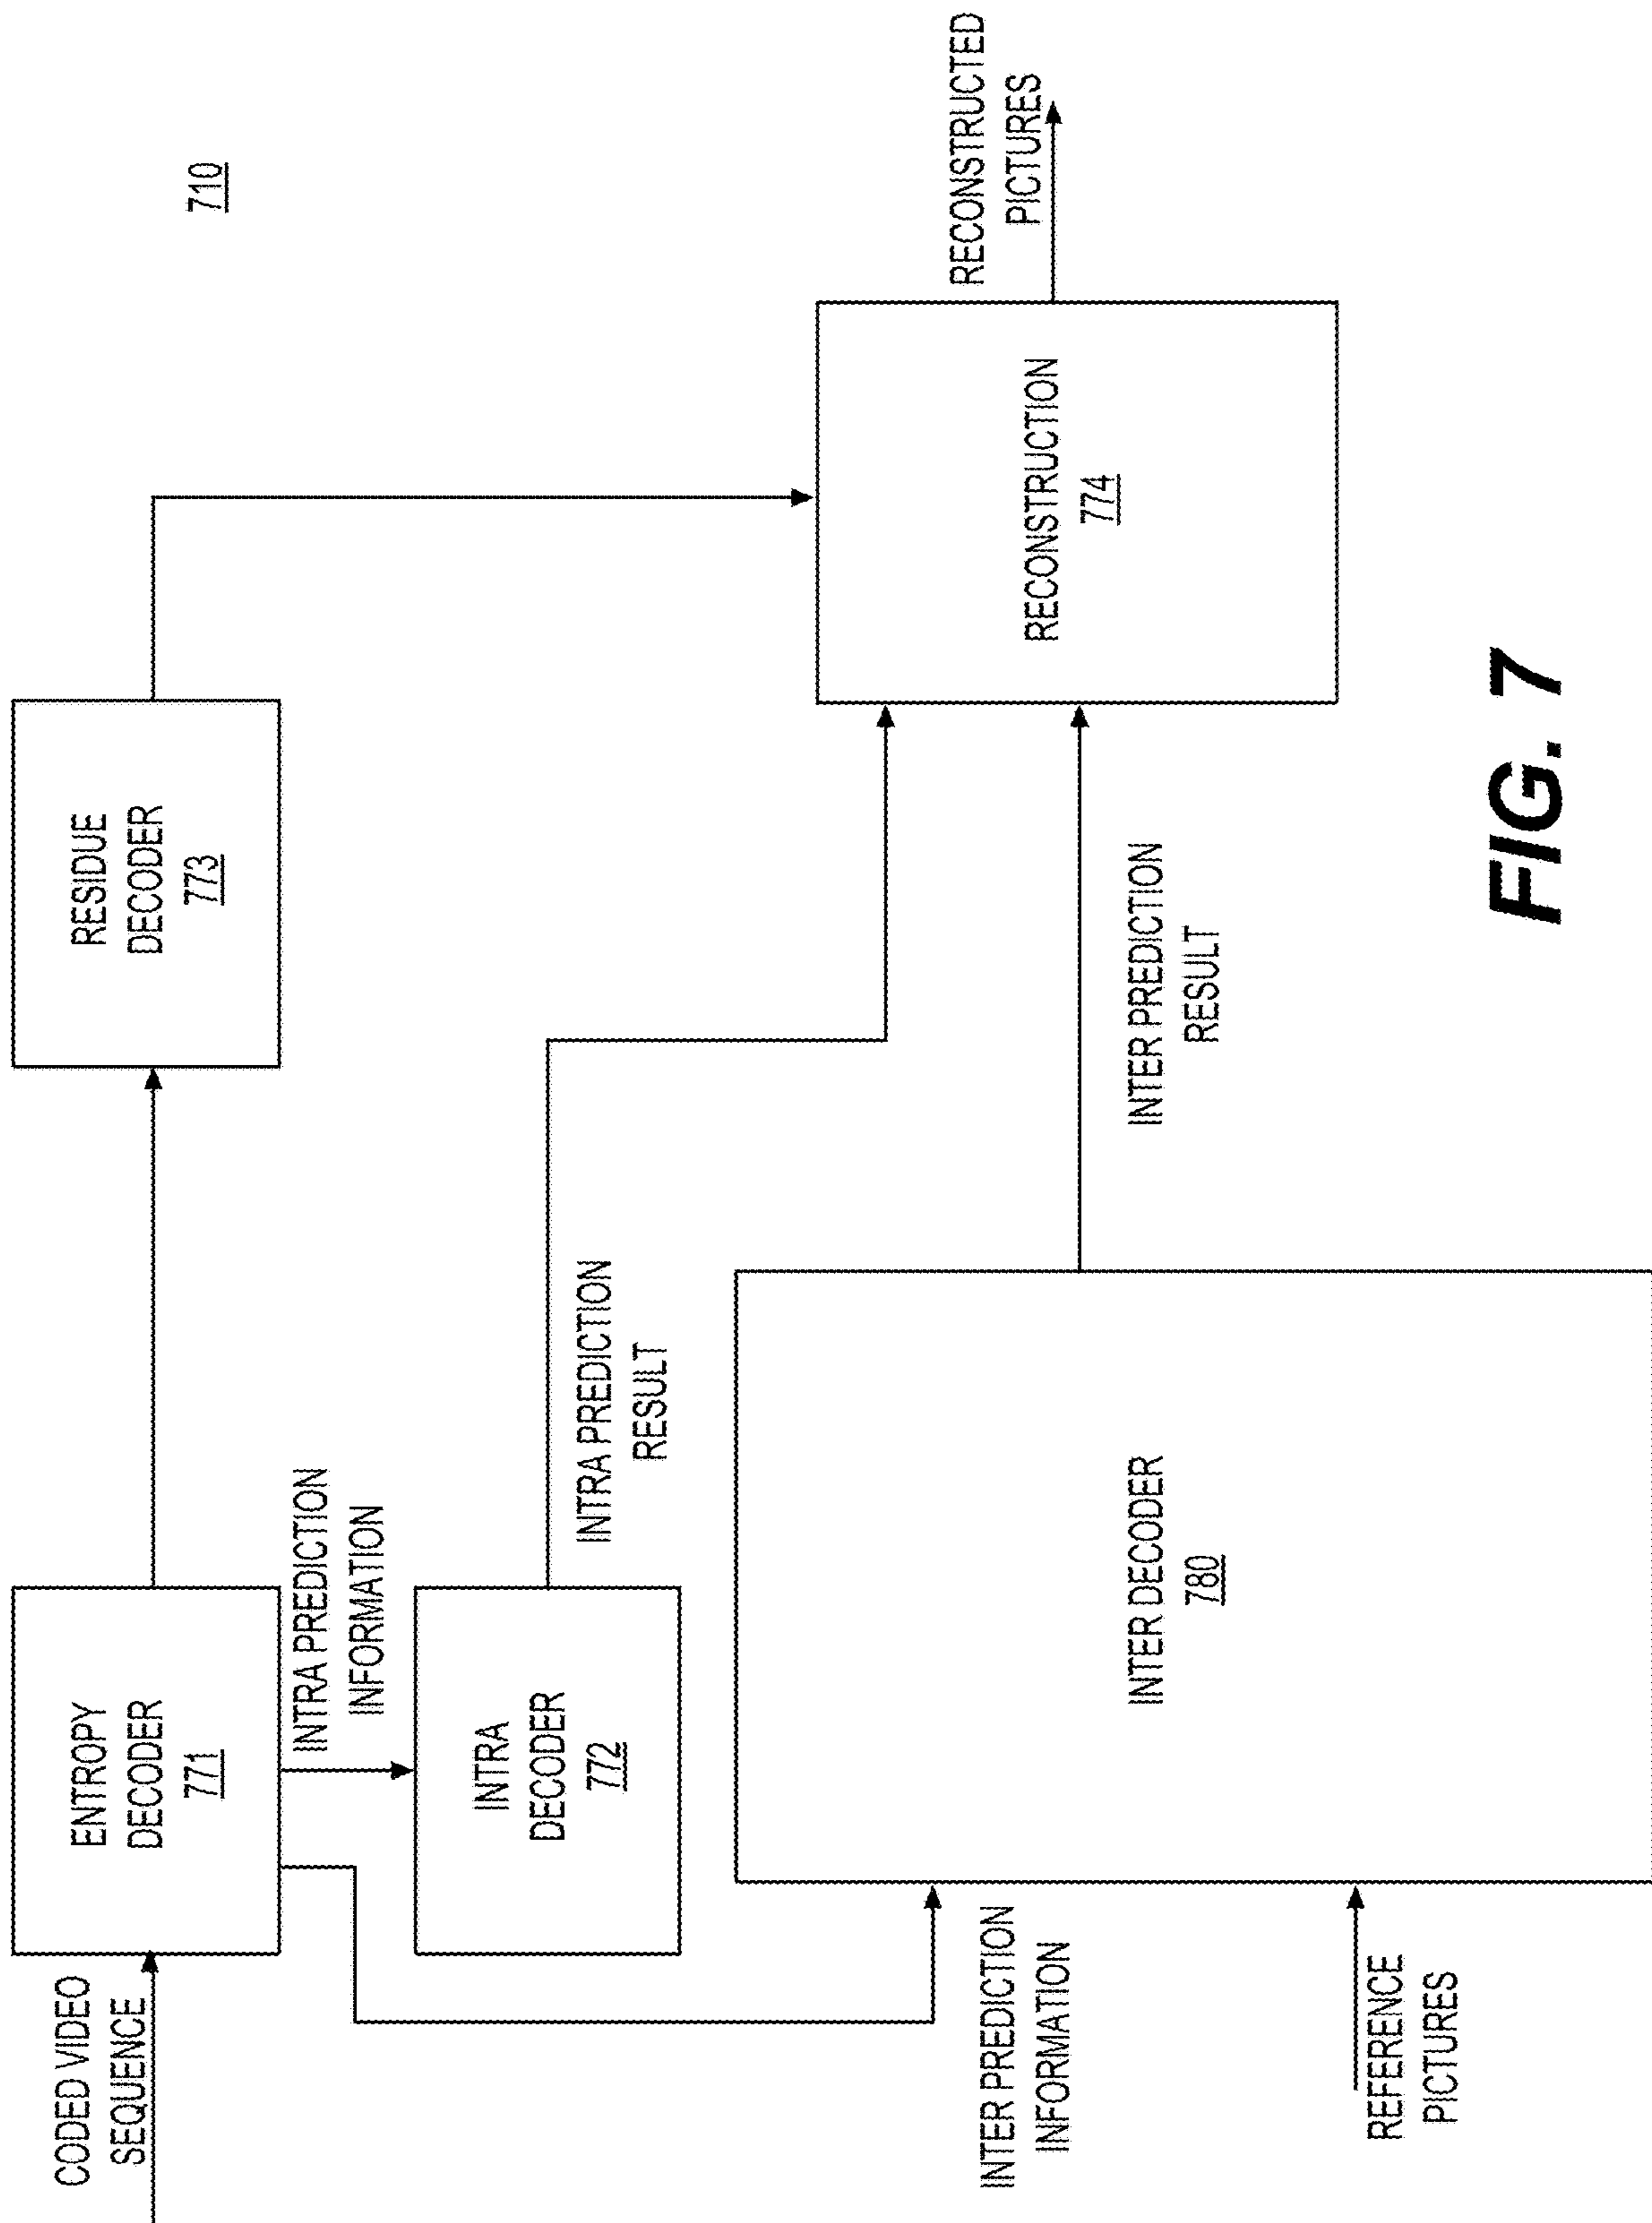 710
CODED VIDEO
SEQUENCE
ENTROPY
DECODER
771
RESIDUE
DECODER
773
INTRA PREDICTION
INFORMATION
INTRA
DECODER
772
INTRA PREDICTION
RESULT
INTER PREDICTION
INFORMATION
REFERENCE
PICTURES
INTER DECODER
780
INTER PREDICTION
RESULT
RECONSTRUCTION
774
RECONSTRUCTED
PICTURES
FIG. 7